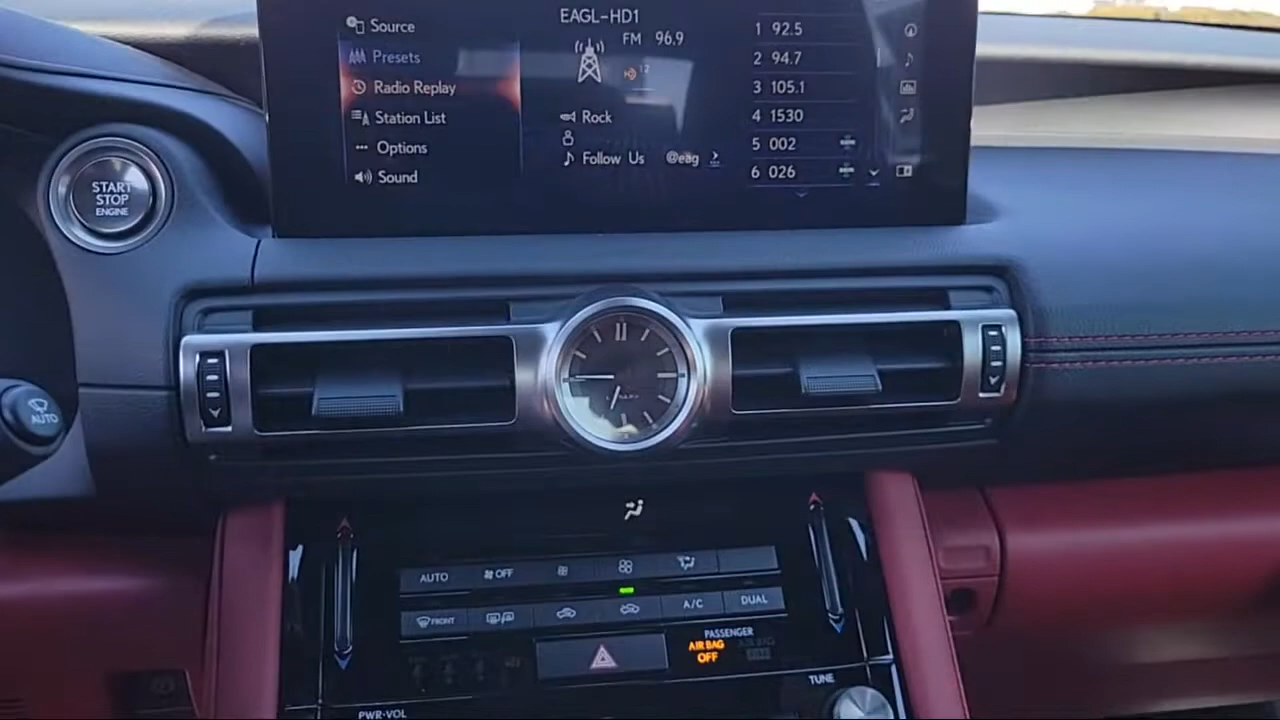 Source
Presets
Radio Replay
Station List
Options
Sound
EAGL-HD1
FM 96.9
Rock
Follow Us @eag
1 92.5
2 94.7
3 105.1
4 1530
5 002
6 026
START
STOP
ENGINE
AUTO
AUTO
OFF
FRONT
A/C
DUAL
PASSENGER
AIR BAG
OFF
TUNE
PWR·VOL